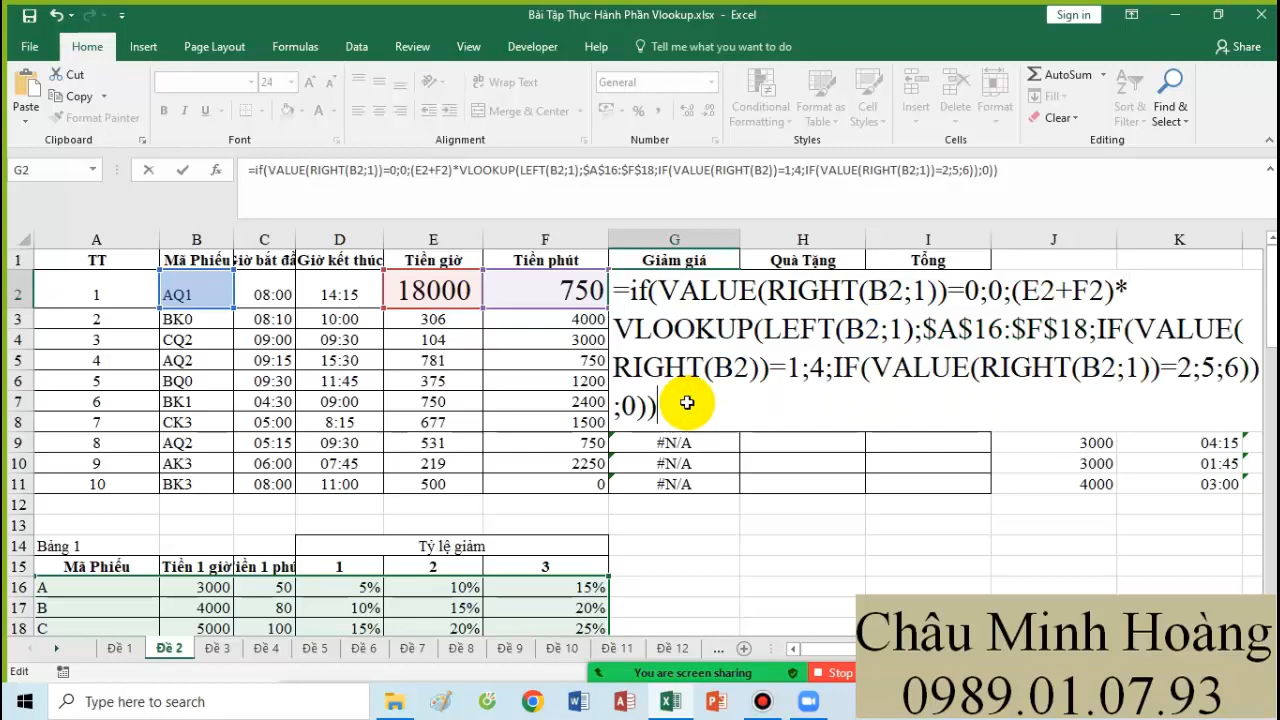 Bài Tập Thực Hành Phần Vlookup.xlsx - Excel
Sign in
File Home Insert Page Layout Formulas Data Review View Developer Help Tell me what you want to do Share
Paste Cut Copy Format Painter
24 B I U
Wrap Text Merge & Center
General
Conditional Formatting Format as Table Cell Styles
Insert Delete Format
AutoSum Fill Clear Sort & Filter Find & Select
Clipboard Font Alignment Number Styles Cells Editing
G2 fx =if(VALUE(RIGHT(B2;1))=0;0;(E2+F2)*VLOOKUP(LEFT(B2;1);$A$16:$F$18;IF(VALUE(RIGHT(B2))=1;4;IF(VALUE(RIGHT(B2;1))=2;5;6));0))
A B C D E F G H I J K
1 TT Mã Phiếu Giờ bắt đầ Giờ kết thúc Tiền giờ Tiền phút Giảm giá Quà Tặng Tổng
2 1 AQ1 08:00 14:15 18000 750 =if(VALUE(RIGHT(B2;1))=0;0;(E2+F2)*
VLOOKUP(LEFT(B2;1);$A$16:$F$18;IF(VALUE(
RIGHT(B2))=1;4;IF(VALUE(RIGHT(B2;1))=2;5;6))
;0))
3 2 BK0 08:10 10:00 306 4000
4 3 CQ2 09:00 09:30 104 3000
5 4 AQ2 09:15 15:30 781 750
6 5 BQ0 09:30 11:45 375 1200
7 6 BK1 04:30 09:00 750 2400
8 7 CK3 05:00 8:15 677 1500
9 8 AQ2 05:15 09:30 531 750 #N/A 3000 04:15
10 9 AK3 06:00 07:45 219 2250 #N/A 3000 01:45
11 10 BK3 08:00 11:00 500 0 #N/A 4000 03:00
12
13
14 Bảng 1 Tỷ lệ giảm
15 Mã Phiếu Tiền 1 giờ iền 1 phú 1 2 3
16 A 3000 50 5% 10% 15%
17 B 4000 80 10% 15% 20%
18 C 5000 100 15% 20% 25%
Đề 1 Đề 2 Đề 3 Đề 4 Đề 5 Đề 6 Đề 7 Đề 8 Đề 9 Đề 10 Đề 11 Đề 12 ...
Edit
You are screen sharing Stop
Type here to search
Châu Minh Hoàng
0989.01.07.93